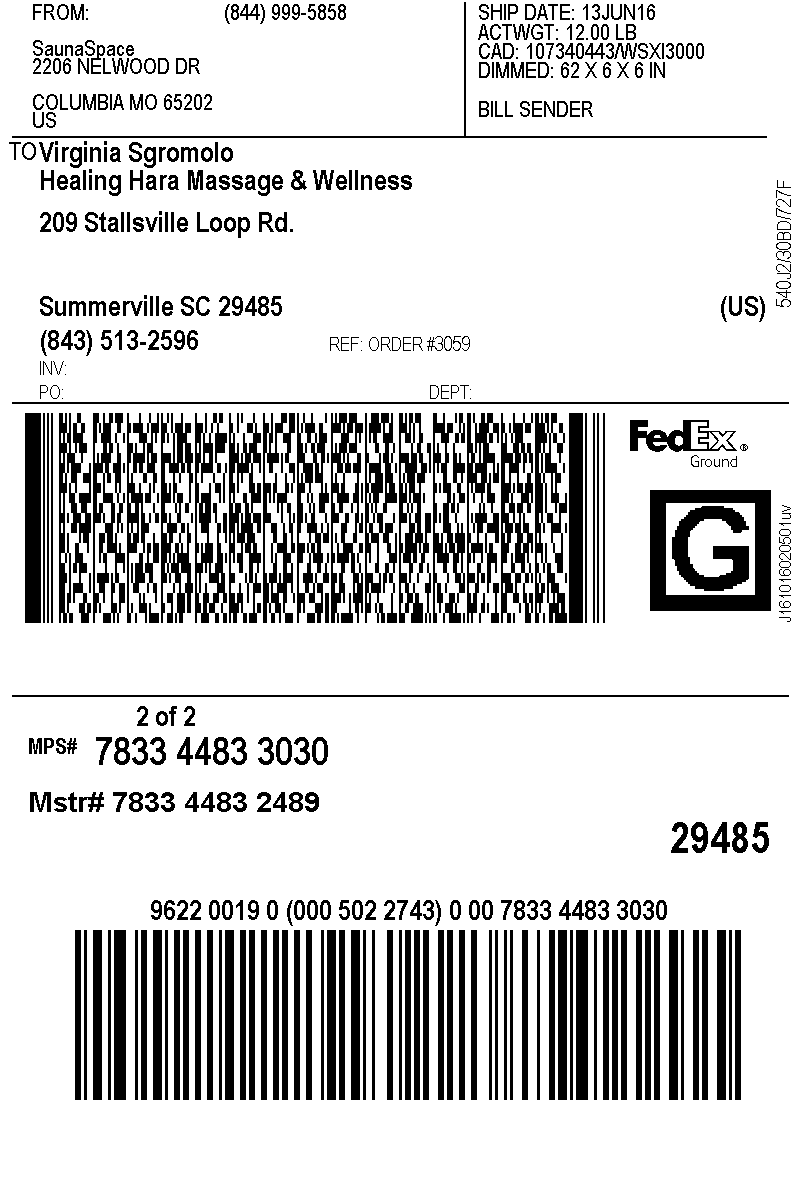 FROM: (844) 999-5858
SaunaSpace
2206 NELWOOD DR
COLUMBIA MO 65202
US
SHIP DATE: 13JUN16
ACTWGT: 12.00 LB
CAD: 107340443/WSXI3000
DIMMED: 62 X 6 X 6 IN
BILL SENDER
TO Virginia Sgromolo
Healing Hara Massage & Wellness
209 Stallsville Loop Rd.
Summerville SC 29485 (US)
(843) 513-2596 REF: ORDER #3059
INV:
PO: DEPT:
540J2/30BD/727F
FedEx®
Ground
G
J161016020501uv
2 of 2
MPS# 7833 4483 3030
Mstr# 7833 4483 2489
29485
9622 0019 0 (000 502 2743) 0 00 7833 4483 3030